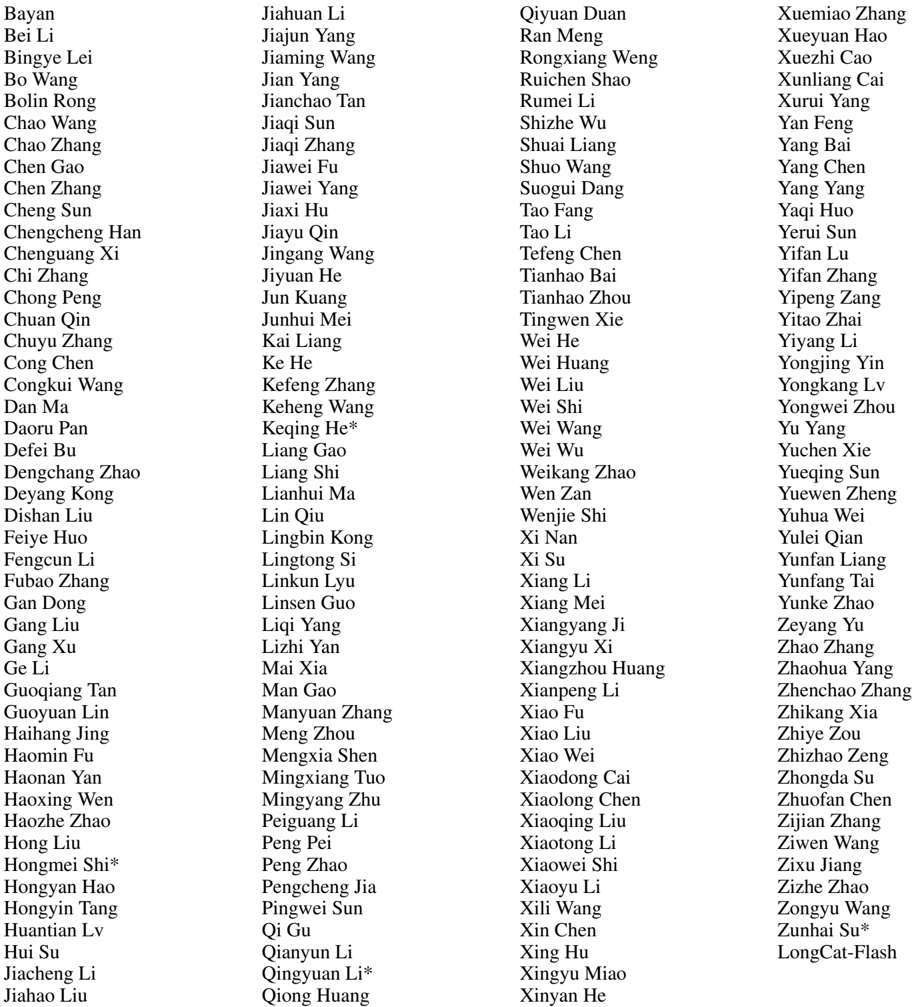 Bayan
Bei Li
Bingye Lei
Bo Wang
Bolin Rong
Chao Wang
Chao Zhang
Chen Gao
Chen Zhang
Cheng Sun
Chengcheng Han
Chenguang Xi
Chi Zhang
Chong Peng
Chuan Qin
Chuyu Zhang
Cong Chen
Congkui Wang
Dan Ma
Daoru Pan
Defei Bu
Dengchang Zhao
Deyang Kong
Dishan Liu
Feiye Huo
Fengcun Li
Fubao Zhang
Gan Dong
Gang Liu
Gang Xu
Ge Li
Guoqiang Tan
Guoyuan Lin
Haihang Jing
Haomin Fu
Haonan Yan
Haoxing Wen
Haozhe Zhao
Hong Liu
Hongmei Shi*
Hongyan Hao
Hongyin Tang
Huantian Lv
Hui Su
Jiacheng Li
Jiahao Liu
Jiahuan Li
Jiajun Yang
Jiaming Wang
Jian Yang
Jianchao Tan
Jiaqi Sun
Jiaqi Zhang
Jiawei Fu
Jiawei Yang
Jiaxi Hu
Jiayu Qin
Jingang Wang
Jiyuan He
Jun Kuang
Junhui Mei
Kai Liang
Ke He
Kefeng Zhang
Keheng Wang
Keqing He*
Liang Gao
Liang Shi
Lianhui Ma
Lin Qiu
Lingbin Kong
Lingtong Si
Linkun Lyu
Linsen Guo
Liqi Yang
Lizhi Yan
Mai Xia
Man Gao
Manyuan Zhang
Meng Zhou
Mengxia Shen
Mingxiang Tuo
Mingyang Zhu
Peiguang Li
Peng Pei
Peng Zhao
Pengcheng Jia
Pingwei Sun
Qi Gu
Qianyun Li
Qingyuan Li*
Qiong Huang
Qiyuan Duan
Ran Meng
Rongxiang Weng
Ruichen Shao
Rumei Li
Shizhe Wu
Shuai Liang
Shuo Wang
Suogui Dang
Tao Fang
Tao Li
Tefeng Chen
Tianhao Bai
Tianhao Zhou
Tingwen Xie
Wei He
Wei Huang
Wei Liu
Wei Shi
Wei Wang
Wei Wu
Weikang Zhao
Wen Zan
Wenjie Shi
Xi Nan
Xi Su
Xiang Li
Xiang Mei
Xiangyang Ji
Xiangyu Xi
Xiangzhou Huang
Xianpeng Li
Xiao Fu
Xiao Liu
Xiao Wei
Xiaodong Cai
Xiaolong Chen
Xiaoqing Liu
Xiaotong Li
Xiaowei Shi
Xiaoyu Li
Xili Wang
Xin Chen
Xing Hu
Xingyu Miao
Xinyan He
Xuemiao Zhang
Xueyuan Hao
Xuezhi Cao
Xunliang Cai
Xurui Yang
Yan Feng
Yang Bai
Yang Chen
Yang Yang
Yaqi Huo
Yerui Sun
Yifan Lu
Yifan Zhang
Yipeng Zang
Yitao Zhai
Yiyang Li
Yongjing Yin
Yongkang Lv
Yongwei Zhou
Yu Yang
Yuchen Xie
Yueqing Sun
Yuewen Zheng
Yuhua Wei
Yulei Qian
Yunfan Liang
Yunfang Tai
Yunke Zhao
Zeyang Yu
Zhao Zhang
Zhaohua Yang
Zhenchao Zhang
Zhikang Xia
Zhiye Zou
Zhizhao Zeng
Zhongda Su
Zhuofan Chen
Zijian Zhang
Ziwen Wang
Zixu Jiang
Zizhe Zhao
Zongyu Wang
Zunhai Su*
LongCat-Flash